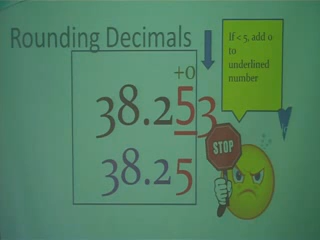 Rounding Decimals
+0
38.253
38.25
If < 5, add 0
to
underlined
number
STOP